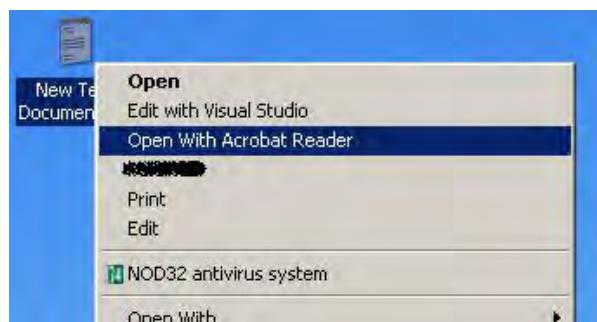 New Te
Documen
Open
Edit with Visual Studio
Open With Acrobat Reader
Print
Edit
NOD32 antivirus system
Open With